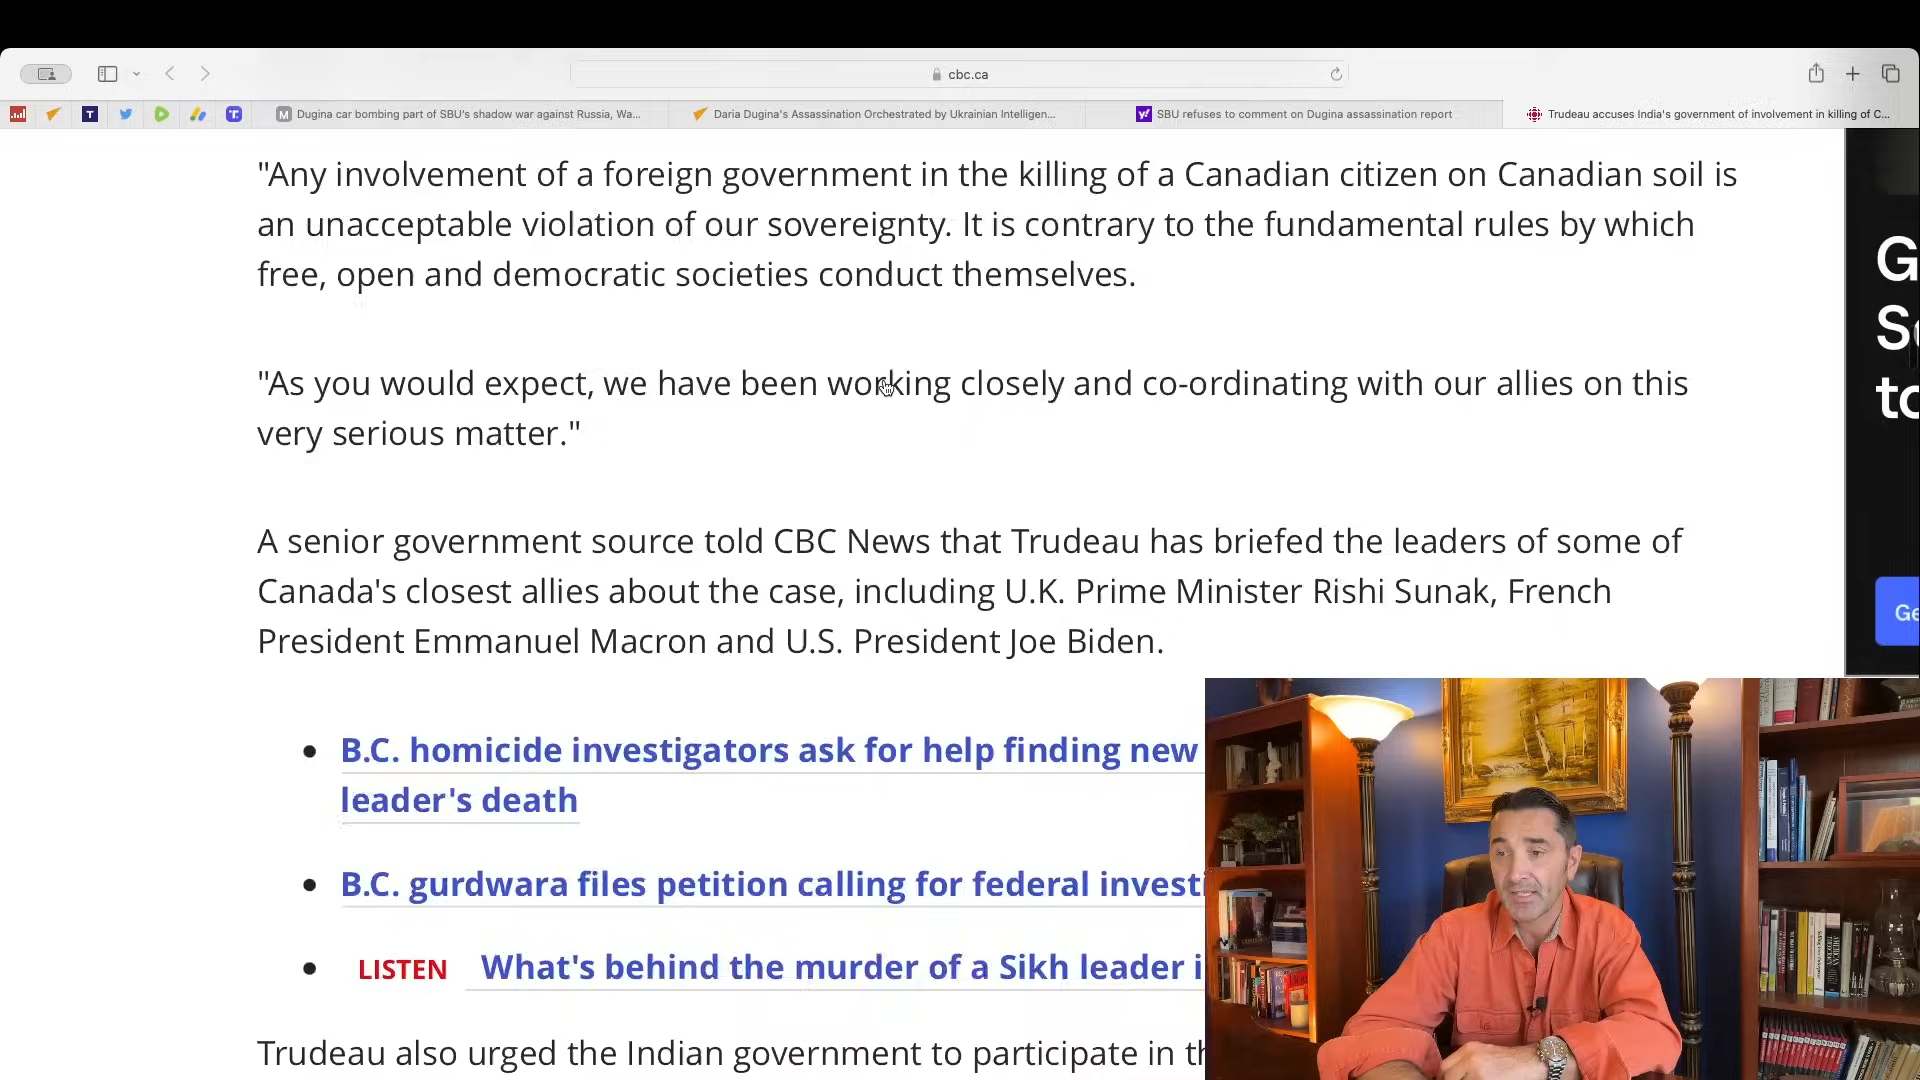 cbc.ca
Dugina car bombing part of SBU's shadow war against Russia, Wa...
Daria Dugina's Assassination Orchestrated by Ukrainian Intelligen...
SBU refuses to comment on Dugina assassination report
Trudeau accuses India's government of involvement in killing of C...
"Any involvement of a foreign government in the killing of a Canadian citizen on Canadian soil is
an unacceptable violation of our sovereignty. It is contrary to the fundamental rules by which
free, open and democratic societies conduct themselves.
"As you would expect, we have been working closely and co-ordinating with our allies on this
very serious matter."
A senior government source told CBC News that Trudeau has briefed the leaders of some of
Canada's closest allies about the case, including U.K. Prime Minister Rishi Sunak, French
President Emmanuel Macron and U.S. President Joe Biden.
B.C. homicide investigators ask for help finding new
leader's death
B.C. gurdwara files petition calling for federal investi
LISTEN What's behind the murder of a Sikh leader i
Trudeau also urged the Indian government to participate in th
G
S
to
Ge